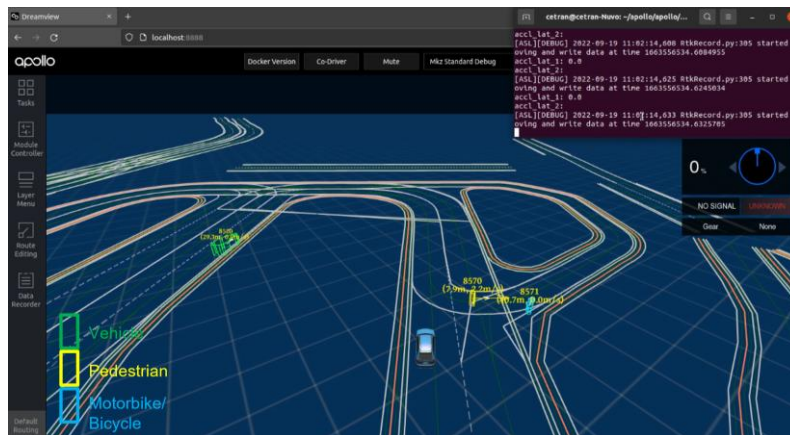 Dreamview
cetran@cetran-Nuvo: ~/apollo/apollo/...
localhost:8888
accl_lat_2:
[ASL][DEBUG] 2022-09-19 11:02:14,608 RtkRecord.py:305 started
oving and write data at time 1663556534.6084955
accl_lat_1: 0.0
accl_lat_2:
[ASL][DEBUG] 2022-09-19 11:02:14,625 RtkRecord.py:305 started
oving and write data at time 1663556534.6245034
accl_lat_1: 0.0
accl_lat_2:
[ASL][DEBUG] 2022-09-19 11:02:14,633 RtkRecord.py:305 started
oving and write data at time 1663556534.6325785
apollo
Docker Version
Co-Driver
Mute
Mkz Standard Debug
Tasks
Module
Controller
Layer
Menu
Route
Editing
Data
Recorder
Default
Routing
0 %
NO SIGNAL
UNKNOWN
Gear
None
8570
(7.9m, 2.2m/s)
8571
Vehicle
Pedestrian
Motorbike/
Bicycle